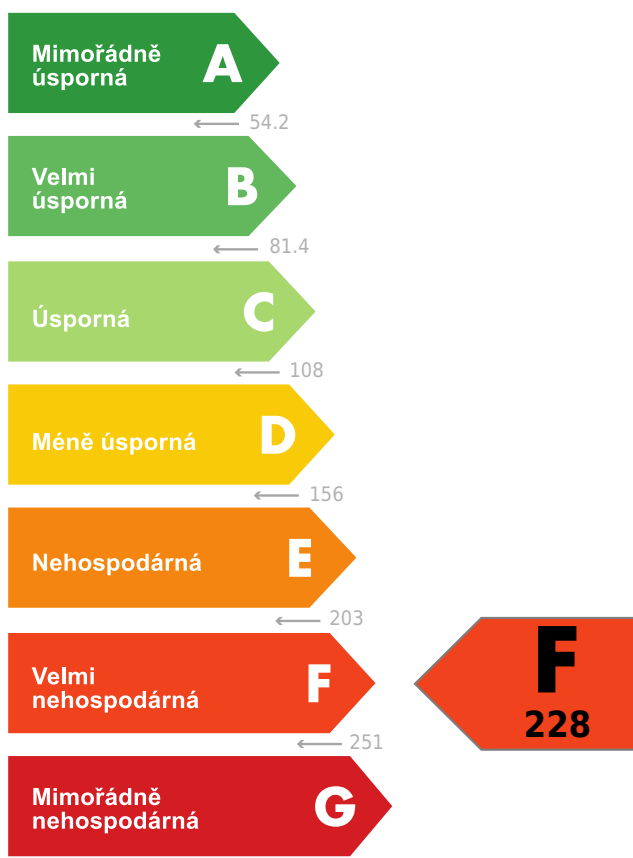 Mimořádně
úsporná
A
54.2
Velmi
úsporná
B
81.4
Úsporná
C
108
Méně úsporná
D
156
Nehospodárná
E
203
Velmi
nehospodárná
F
F
228
251
Mimořádně
nehospodárná
G